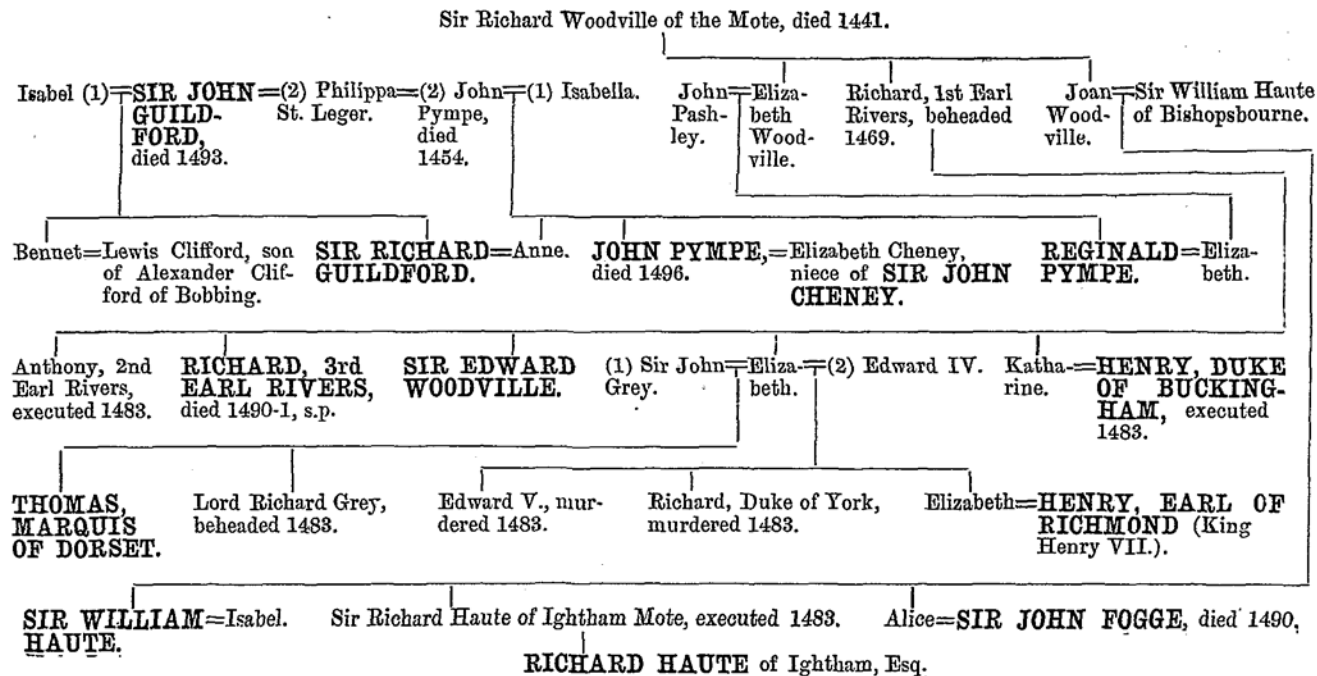 Sir Richard Woodville of the Mote, died 1441.
Isabel (1)=SIR JOHN GUILD-FORD, died 1493.=(2) Philippa St. Leger.=(2) John Pympe, died 1454.=(1) Isabella.
John Pash-ley.=Eliza-beth Wood-ville.
Richard, 1st Earl Rivers, beheaded 1469.
Joan Wood-ville.=Sir William Haute of Bishopsbourne.
Bennet=Lewis Clifford, son of Alexander Clif-ford of Bobbing.
SIR RICHARD GUILDFORD.=Anne.
JOHN PYMPE, died 1496.=Elizabeth Cheney, niece of SIR JOHN CHENEY.
REGINALD PYMPE.=Eliza-beth.
Anthony, 2nd Earl Rivers, executed 1483.
RICHARD, 3rd EARL RIVERS, died 1490-1, s.p.
SIR EDWARD WOODVILLE.
(1) Sir John Grey.=Eliza-beth.=(2) Edward IV.
Katha-rine.=HENRY, DUKE OF BUCKING-HAM, executed 1483.
THOMAS, MARQUIS OF DORSET.
Lord Richard Grey, beheaded 1483.
Edward V., mur-dered 1483.
Richard, Duke of York, murdered 1483.
Elizabeth=HENRY, EARL OF RICHMOND (King Henry VII.).
SIR WILLIAM HAUTE.=Isabel.
Sir Richard Haute of Ightham Mote, executed 1483.
Alice=SIR JOHN FOGGE, died 1490.
RICHARD HAUTE of Ightham, Esq.